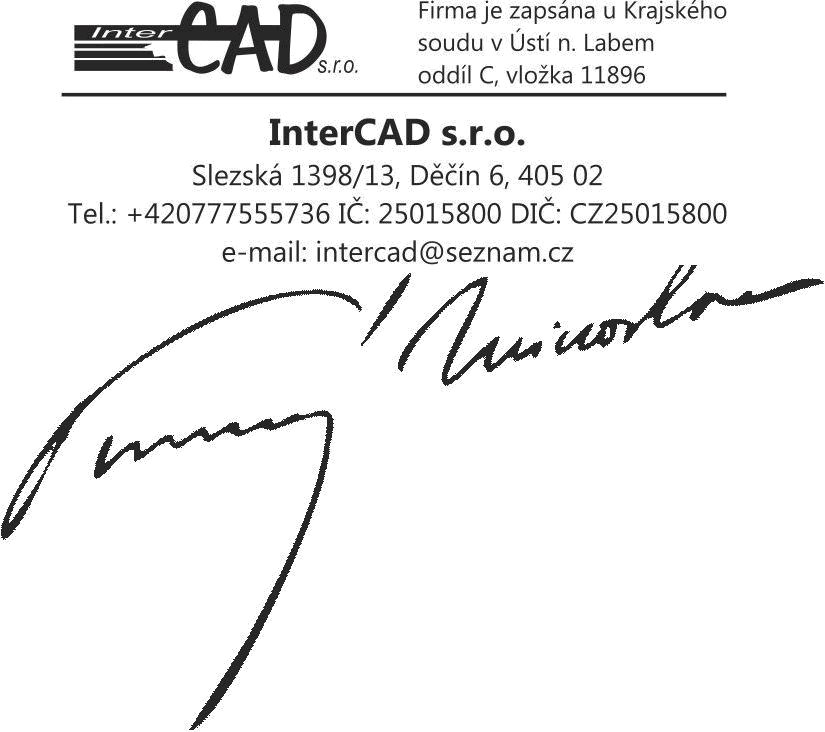 Inter CAD s.r.o.
Firma je zapsána u Krajského
soudu v Ústí n. Labem
oddíl C, vložka 11896
InterCAD s.r.o.
Slezská 1398/13, Děčín 6, 405 02
Tel.: +420777555736 IČ: 25015800 DIČ: CZ25015800
e-mail: intercad@seznam.cz